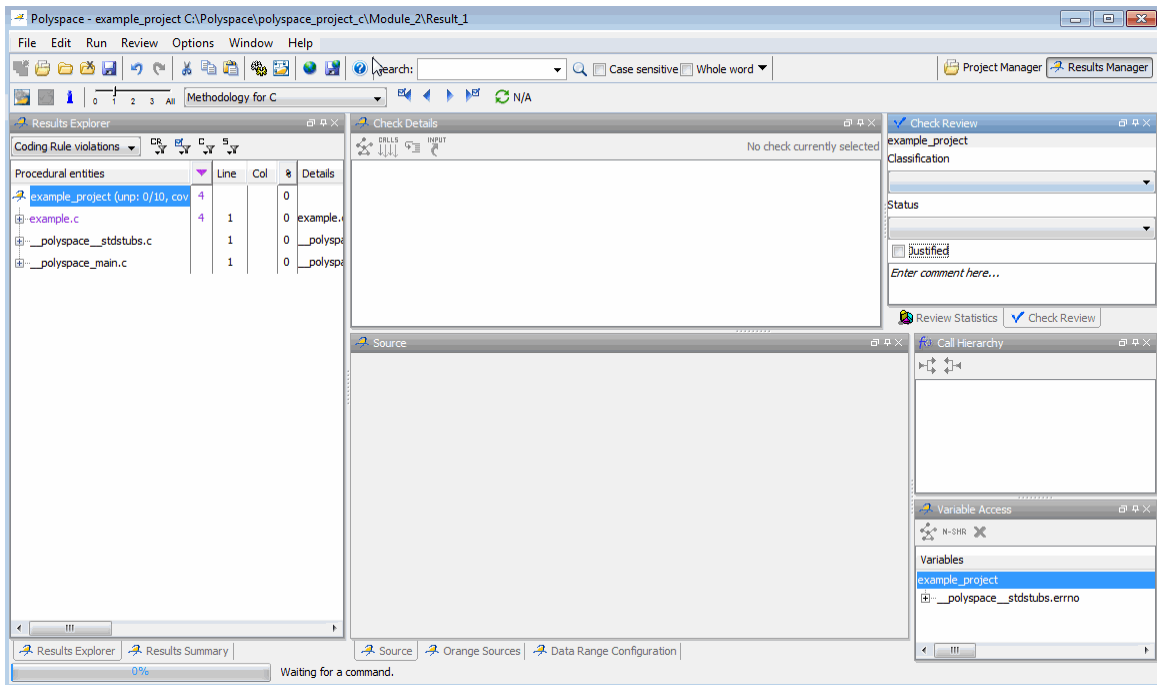 Polyspace - example_project C:\Polyspace\polyspace_project_c\Module_2\Result_1
File Edit Run Review Options Window Help
Search: Case sensitive Whole word Project Manager Results Manager
0 1 2 3 All Methodology for C N/A
Results Explorer
Coding Rule violations
Procedural entities Line Col % Details
example_project (unp: 0/10, cov 4 0
example.c 4 1 0 example.
__polyspace__stdstubs.c 1 0 __polyspa
__polyspace_main.c 1 0 __polyspa
Results Explorer Results Summary
Check Details
CALLS INPUT No check currently selected
Source
Source Orange Sources Data Range Configuration
Check Review
example_project
Classification
Status
Justified
Enter comment here...
Review Statistics Check Review
Call Hierarchy
Variable Access
N-SHR
Variables
example_project
__polyspace__stdstubs.errno
0% Waiting for a command.